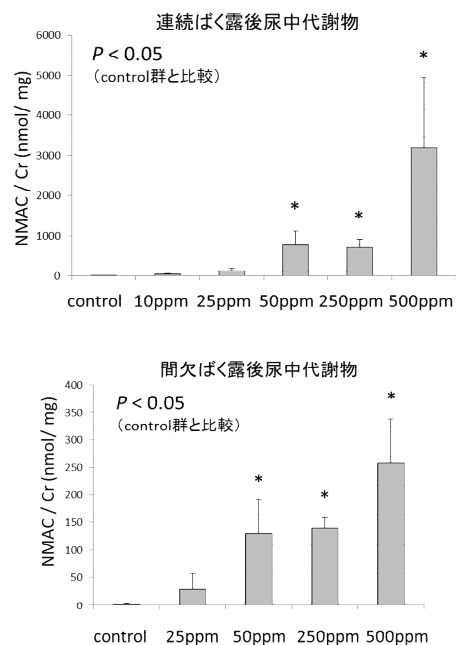 連続ばく露後尿中代謝物
P < 0.05
（control群と比較）
NMAC / Cr (nmol/ mg)
6000
5000
4000
3000
2000
1000
0
*
*
*
control 10ppm 25ppm 50ppm 250ppm 500ppm
間欠ばく露後尿中代謝物
P < 0.05
（control群と比較）
NMAC / Cr (nmol/ mg)
400
350
300
250
200
150
100
50
0
*
*
*
control 25ppm 50ppm 250ppm 500ppm